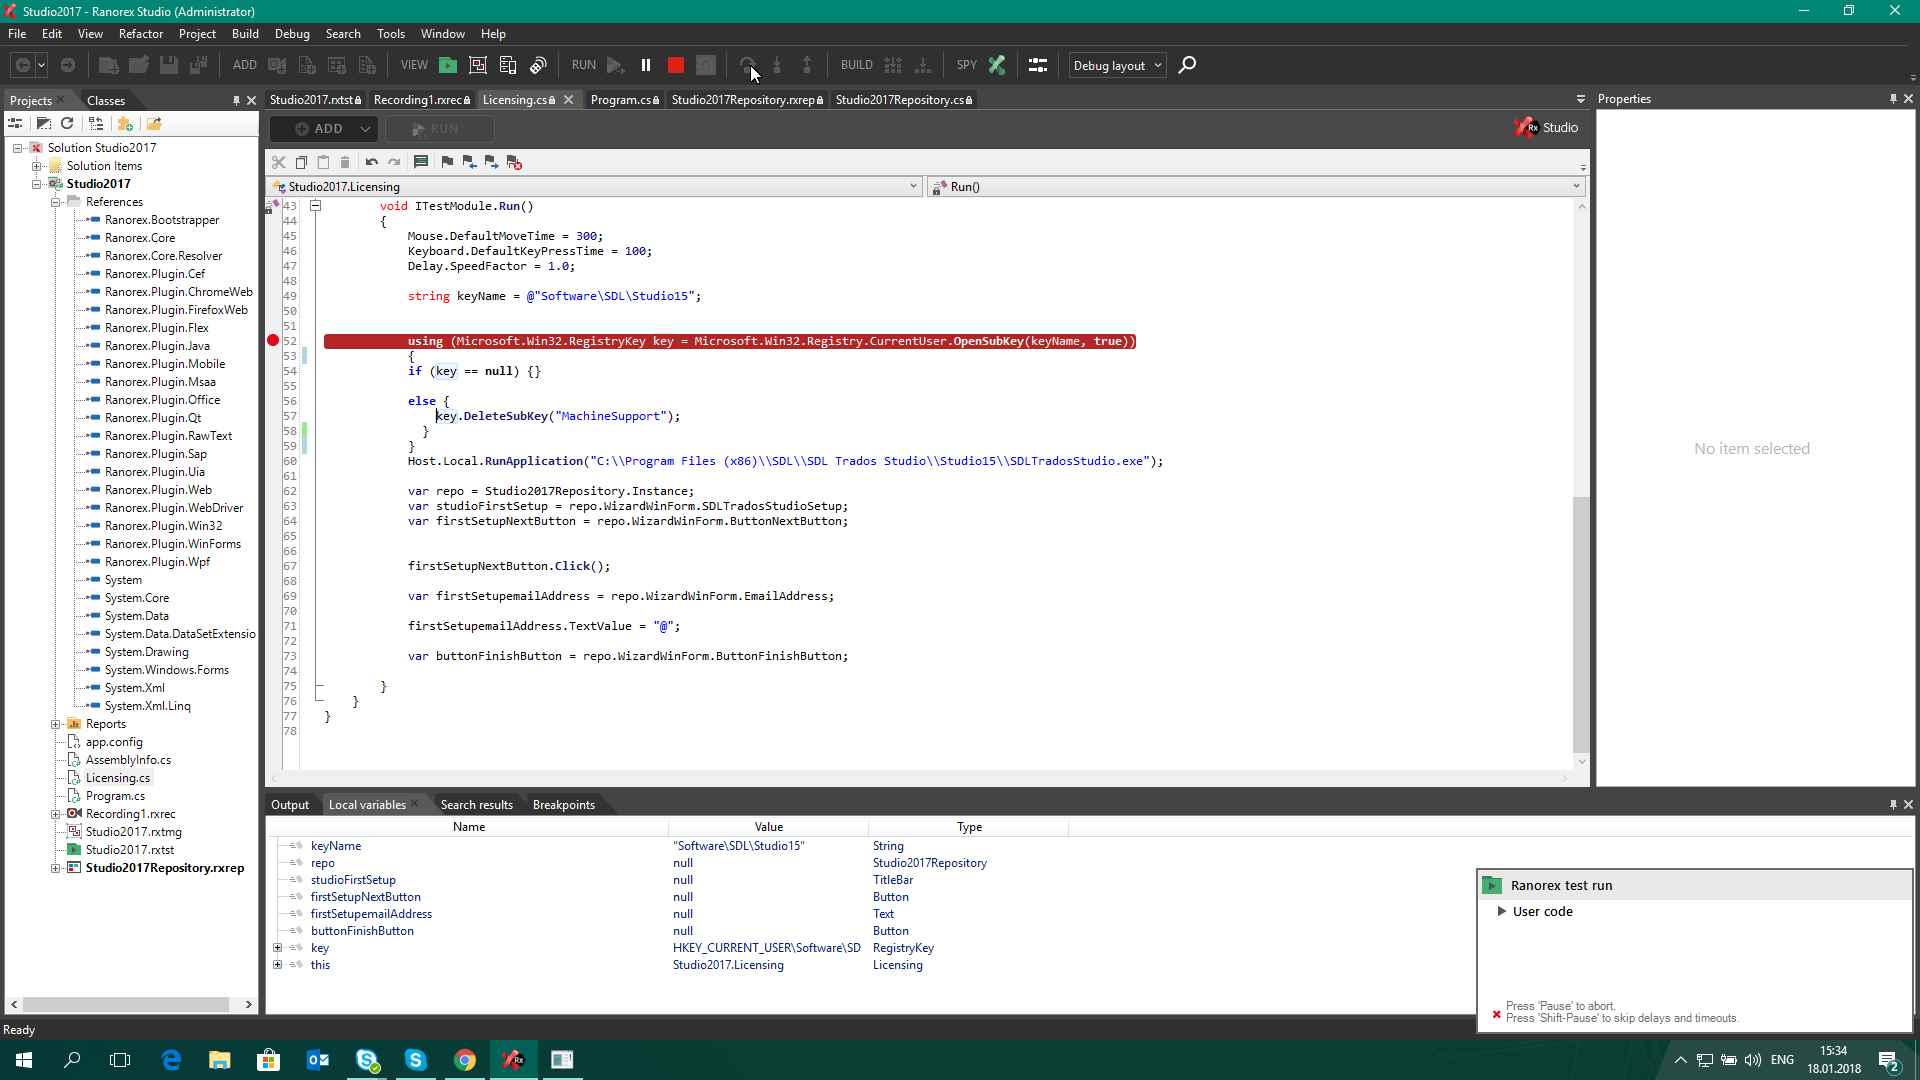 Studio2017 - Ranorex Studio (Administrator)
File Edit View Refactor Project Build Debug Search Tools Window Help
ADD VIEW RUN BUILD SPY Debug layout
Projects Classes
Studio2017.rxtst Recording1.rxrec Licensing.cs Program.cs Studio2017Repository.rxrep Studio2017Repository.cs
Properties
ADD RUN
Rx Studio
Studio2017.Licensing Run()
Solution Studio2017
Solution Items
Studio2017
References
Ranorex.Bootstrapper
Ranorex.Core
Ranorex.Core.Resolver
Ranorex.Plugin.Cef
Ranorex.Plugin.ChromeWeb
Ranorex.Plugin.FirefoxWeb
Ranorex.Plugin.Flex
Ranorex.Plugin.Java
Ranorex.Plugin.Mobile
Ranorex.Plugin.Msaa
Ranorex.Plugin.Office
Ranorex.Plugin.Qt
Ranorex.Plugin.RawText
Ranorex.Plugin.Sap
Ranorex.Plugin.Uia
Ranorex.Plugin.Web
Ranorex.Plugin.WebDriver
Ranorex.Plugin.Win32
Ranorex.Plugin.WinForms
Ranorex.Plugin.Wpf
System
System.Core
System.Data
System.Data.DataSetExtensio
System.Drawing
System.Windows.Forms
System.Xml
System.Xml.Linq
Reports
app.config
AssemblyInfo.cs
Licensing.cs
Program.cs
Recording1.rxrec
Studio2017.rxtmg
Studio2017.rxtst
Studio2017Repository.rxrep
43 void ITestModule.Run()
44 {
45 Mouse.DefaultMoveTime = 300;
46 Keyboard.DefaultKeyPressTime = 100;
47 Delay.SpeedFactor = 1.0;
48
49 string keyName = @"Software\SDL\Studio15";
50
51
52 using (Microsoft.Win32.RegistryKey key = Microsoft.Win32.Registry.CurrentUser.OpenSubKey(keyName, true))
53 {
54 if (key == null) {}
55
56 else {
57 key.DeleteSubKey("MachineSupport");
58 }
59 }
60 Host.Local.RunApplication("C:\\Program Files (x86)\\SDL\\SDL Trados Studio\\Studio15\\SDLTradosStudio.exe");
61
62 var repo = Studio2017Repository.Instance;
63 var studioFirstSetup = repo.WizardWinForm.SDLTradosStudioSetup;
64 var firstSetupNextButton = repo.WizardWinForm.ButtonNextButton;
65
66
67 firstSetupNextButton.Click();
68
69 var firstSetupemailAddress = repo.WizardWinForm.EmailAddress;
70
71 firstSetupemailAddress.TextValue = "@";
72
73 var buttonFinishButton = repo.WizardWinForm.ButtonFinishButton;
74
75 }
76 }
77 }
78
No item selected
Output Local variables Search results Breakpoints
Name Value Type
keyName "Software\SDL\Studio15" String
repo null Studio2017Repository
studioFirstSetup null TitleBar
firstSetupNextButton null Button
firstSetupemailAddress null Text
buttonFinishButton null Button
key HKEY_CURRENT_USER\Software\SD RegistryKey
this Studio2017.Licensing Licensing
Ranorex test run
User code
Press 'Pause' to abort.
Press 'Shift-Pause' to skip delays and timeouts.
Ready
ENG
15:34
18.01.2018
2